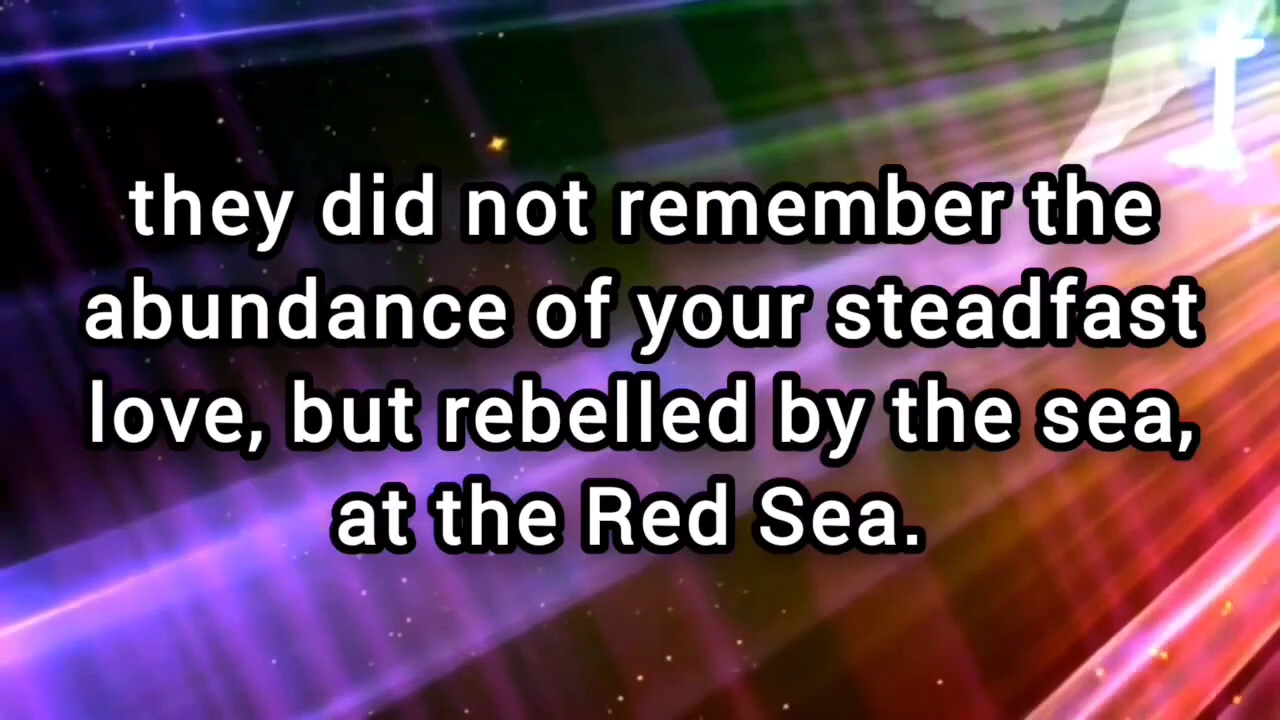 they did not remember the
abundance of your steadfast
love, but rebelled by the sea,
at the Red Sea.